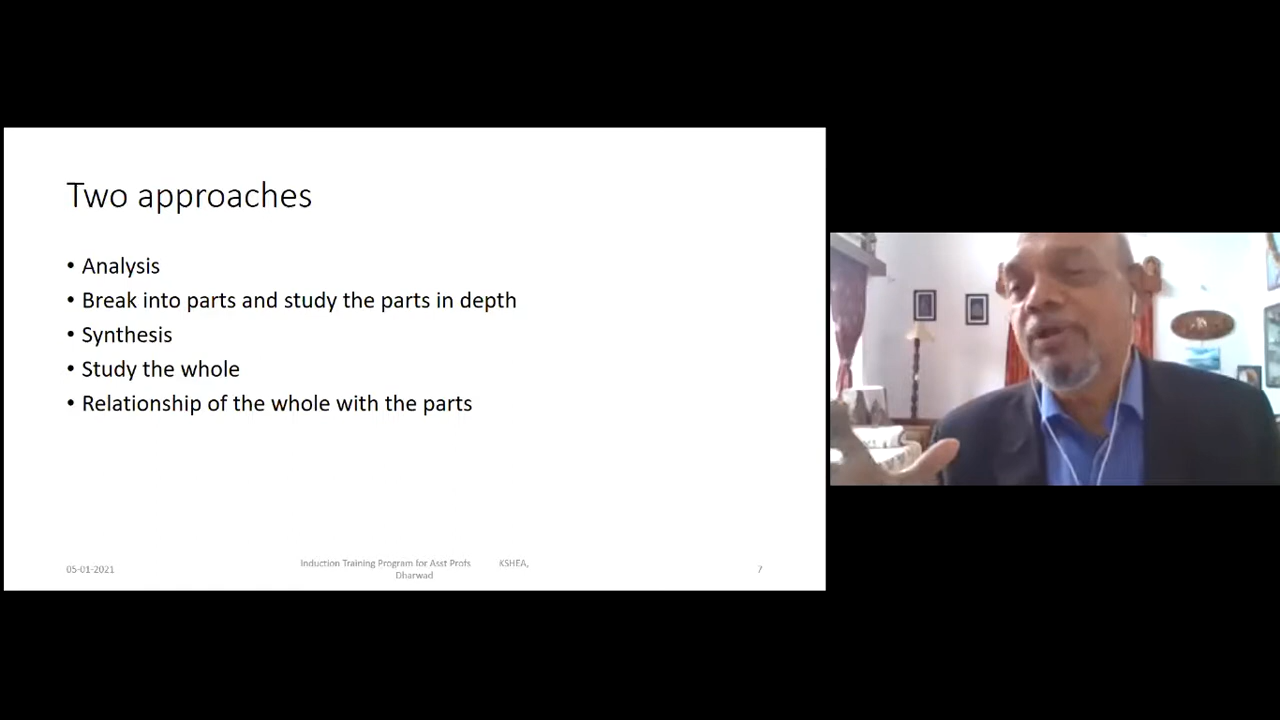 Two approaches
• Analysis
• Break into parts and study the parts in depth
• Synthesis
• Study the whole
• Relationship of the whole with the parts
05-01-2021
Induction Training Program for Asst Profs KSHEA,
Dharwad
7